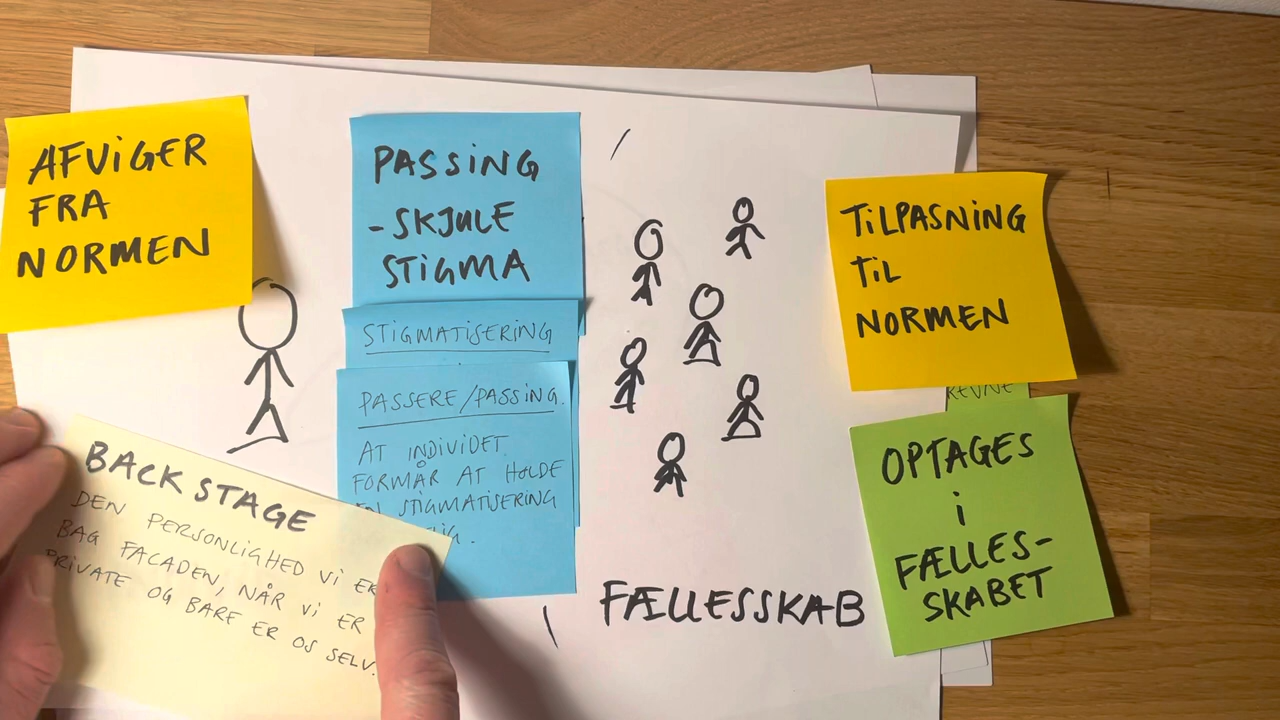 AFVIGER
FRA
NORMEN
PASSING
-SKJULE
STIGMA
STIGMATISERING
PASSERE/PASSING.
AT INDIVIDET
FORMÅR AT HOLDE
STIGMATISERING
BACK STAGE
DEN PERSONLIGHED VI ER
BAG FACADEN, NÅR VI ER
PRIVATE OG BARE ER OS SELV.
FÆLLESSKAB
TILPASNING
TIL
NORMEN
REVNE
OPTAGES
i
FÆLLES-
SKABET